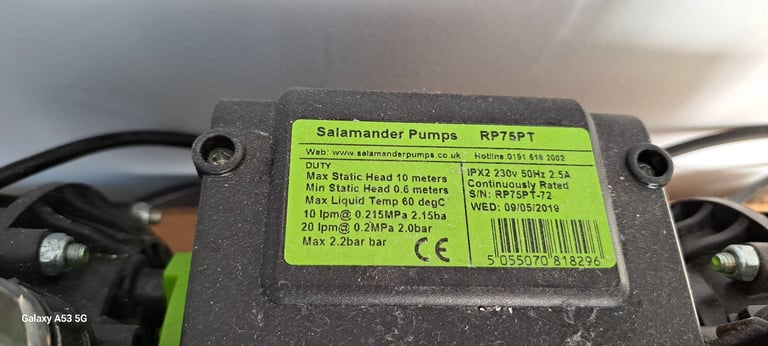 Salamander Pumps RP75PT
Web: www.salamanderpumps.co.uk Hotline:0191 516 2002
DUTY
Max Static Head 10 meters
Min Static Head 0.6 meters
Max Liquid Temp 60 degC
10 lpm@ 0.215MPa 2.15ba
20 lpm@ 0.2MPa 2.0bar
Max 2.2bar bar
CE
IPX2 230v 50Hz 2.5A
Continuously Rated
S/N: RP75PT-72
WED: 09/05/2019
5 055070 818296
Galaxy A53 5G